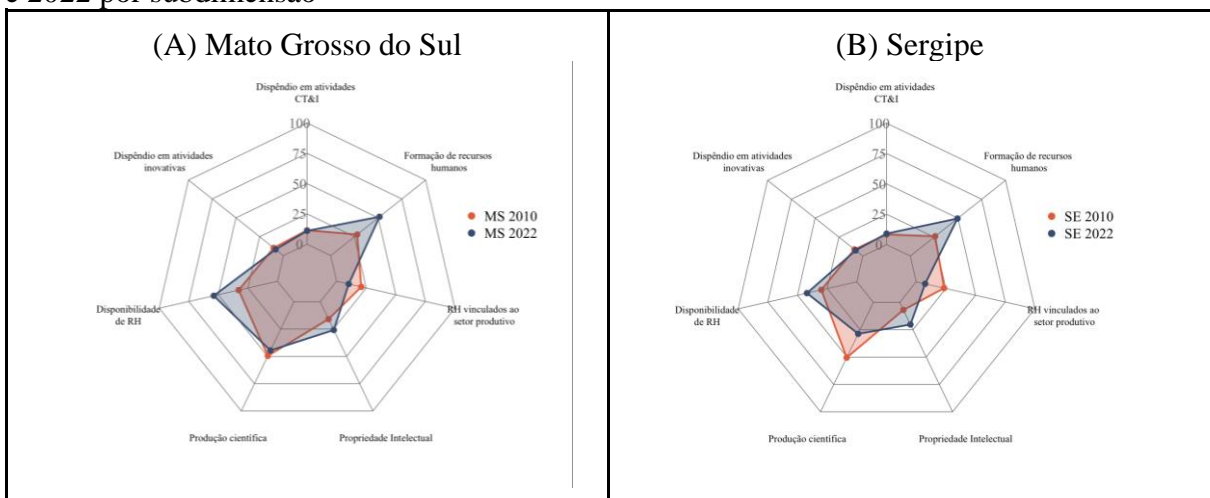 e 2022 por subdimensão
(A) Mato Grosso do Sul
Dispêndio em atividades
CT&I
100
75
50
25
0
Dispêndio em atividades
inovativas
Formação de recursos
humanos
MS 2010
MS 2022
Disponibilidade
de RH
RH vinculados ao
setor produtivo
Produção científica
Propriedade Intelectual
(B) Sergipe
Dispêndio em atividades
CT&I
100
75
50
25
0
Dispêndio em atividades
inovativas
Formação de recursos
humanos
SE 2010
SE 2022
Disponibilidade
de RH
RH vinculados ao
setor produtivo
Produção científica
Propriedade Intelectual